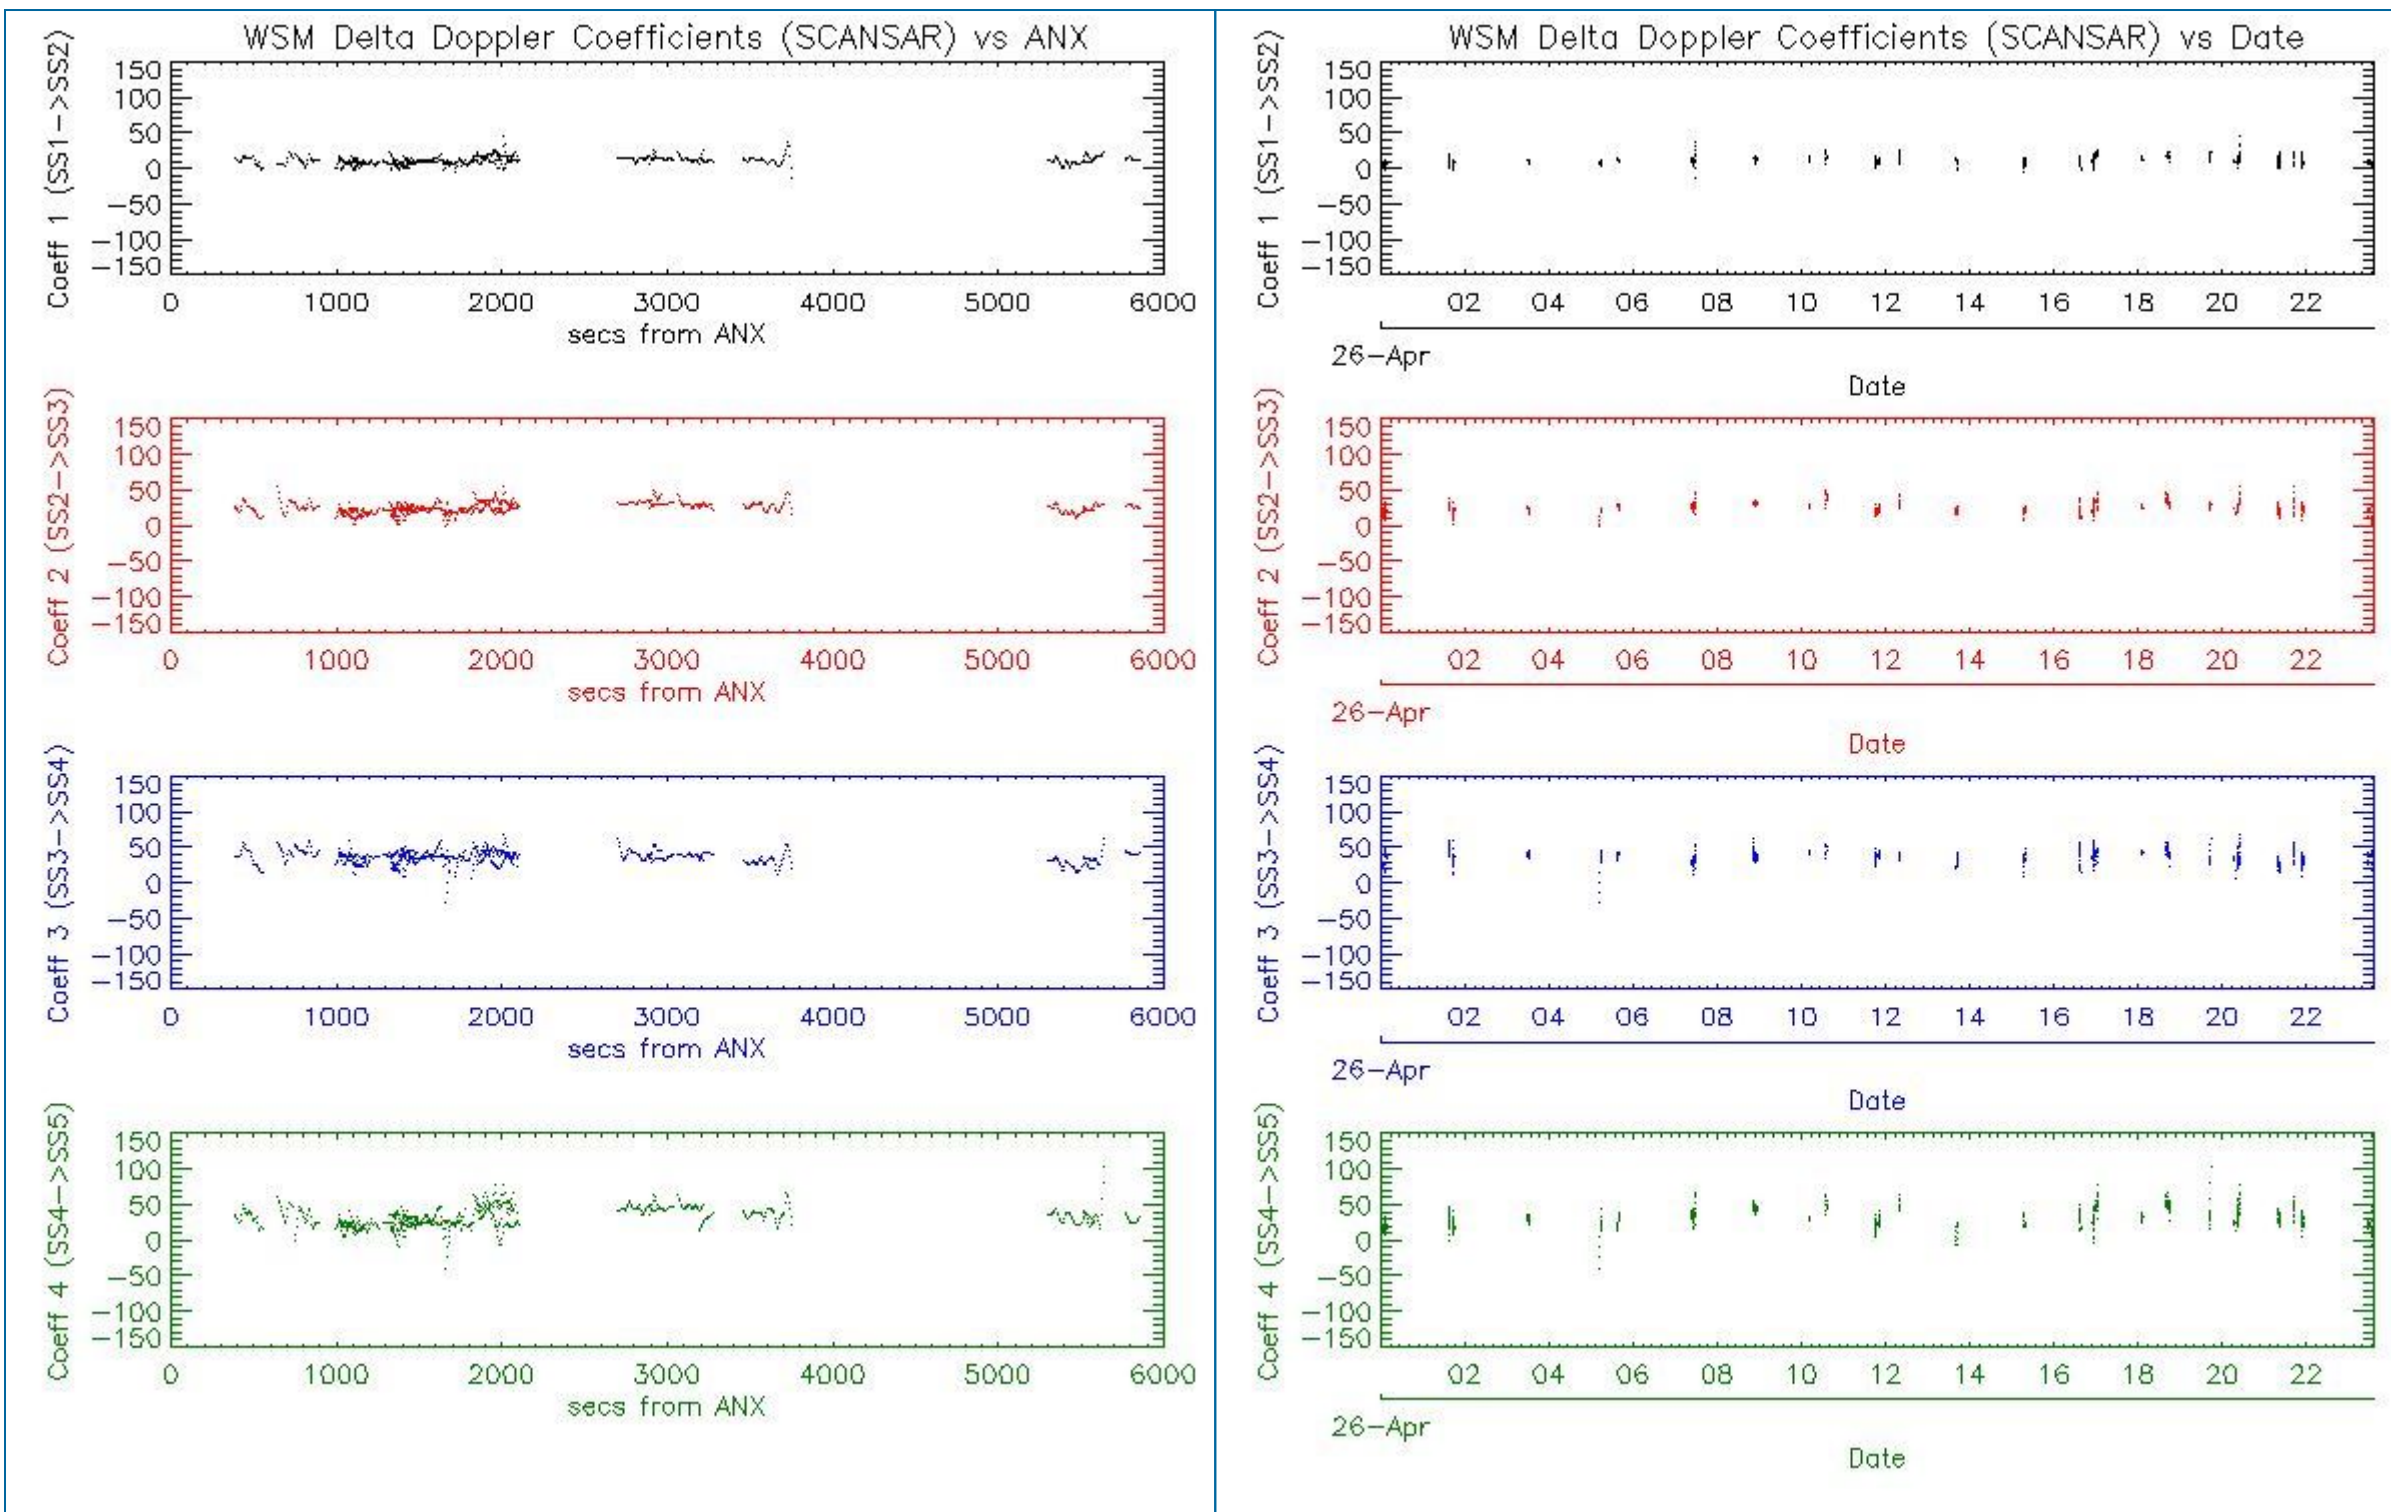 WSM Delta Doppler Coefficients (SCANSAR) vs ANX
Coeff 1 (SS1->SS2)
150
100
50
0
-50
-100
-150
0 1000 2000 3000 4000 5000 6000
secs from ANX
Coeff 2 (SS2->SS3)
150
100
50
0
-50
-100
-150
0 1000 2000 3000 4000 5000 6000
secs from ANX
Coeff 3 (SS3->SS4)
150
100
50
0
-50
-100
-150
0 1000 2000 3000 4000 5000 6000
secs from ANX
Coeff 4 (SS4->SS5)
150
100
50
0
-50
-100
-150
0 1000 2000 3000 4000 5000 6000
secs from ANX
WSM Delta Doppler Coefficients (SCANSAR) vs Date
Coeff 1 (SS1->SS2)
150
100
50
0
-50
-100
-150
02 04 06 08 10 12 14 16 18 20 22
26-Apr
Date
Coeff 2 (SS2->SS3)
150
100
50
0
-50
-100
-150
02 04 06 08 10 12 14 16 18 20 22
26-Apr
Date
Coeff 3 (SS3->SS4)
150
100
50
0
-50
-100
-150
02 04 06 08 10 12 14 16 18 20 22
26-Apr
Date
Coeff 4 (SS4->SS5)
150
100
50
0
-50
-100
-150
02 04 06 08 10 12 14 16 18 20 22
26-Apr
Date